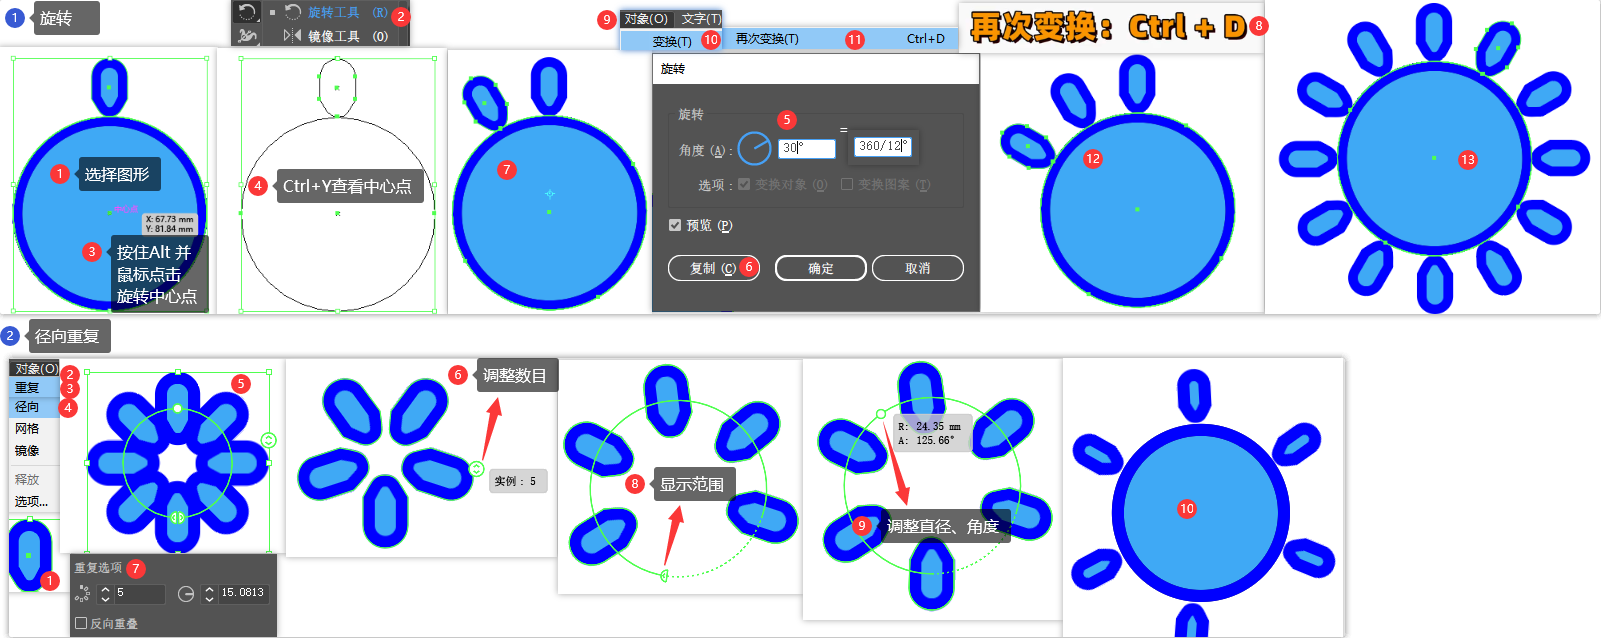 1 旋转
旋转工具 (R) 2
镜像工具 (O)
9 对象(O) 文字(T)
变换(T) 10 再次变换(T) 11 Ctrl+D
再次变换：Ctrl + D 8
1 选择图形
X: 67.73 mm
Y: 81.84 mm
3 按住Alt 并
鼠标点击
旋转中心点
4 Ctrl+Y查看中心点
7
旋转
旋转
5
角度 (A) : 30° = 360/12°
选项 : 变换对象 (O) 变换图案 (T)
预览 (P)
复制 (C) 6 确定 取消
12
13
2 径向重复
对象(O) 2
重复 3
径向 4
网格
镜像
释放
选项...
1
5
重复选项 7
5 15.0813
反向重叠
6 调整数目
实例 : 5
8 显示范围
R: 24.35 mm
A: 125.66°
9 调整直径、角度
10